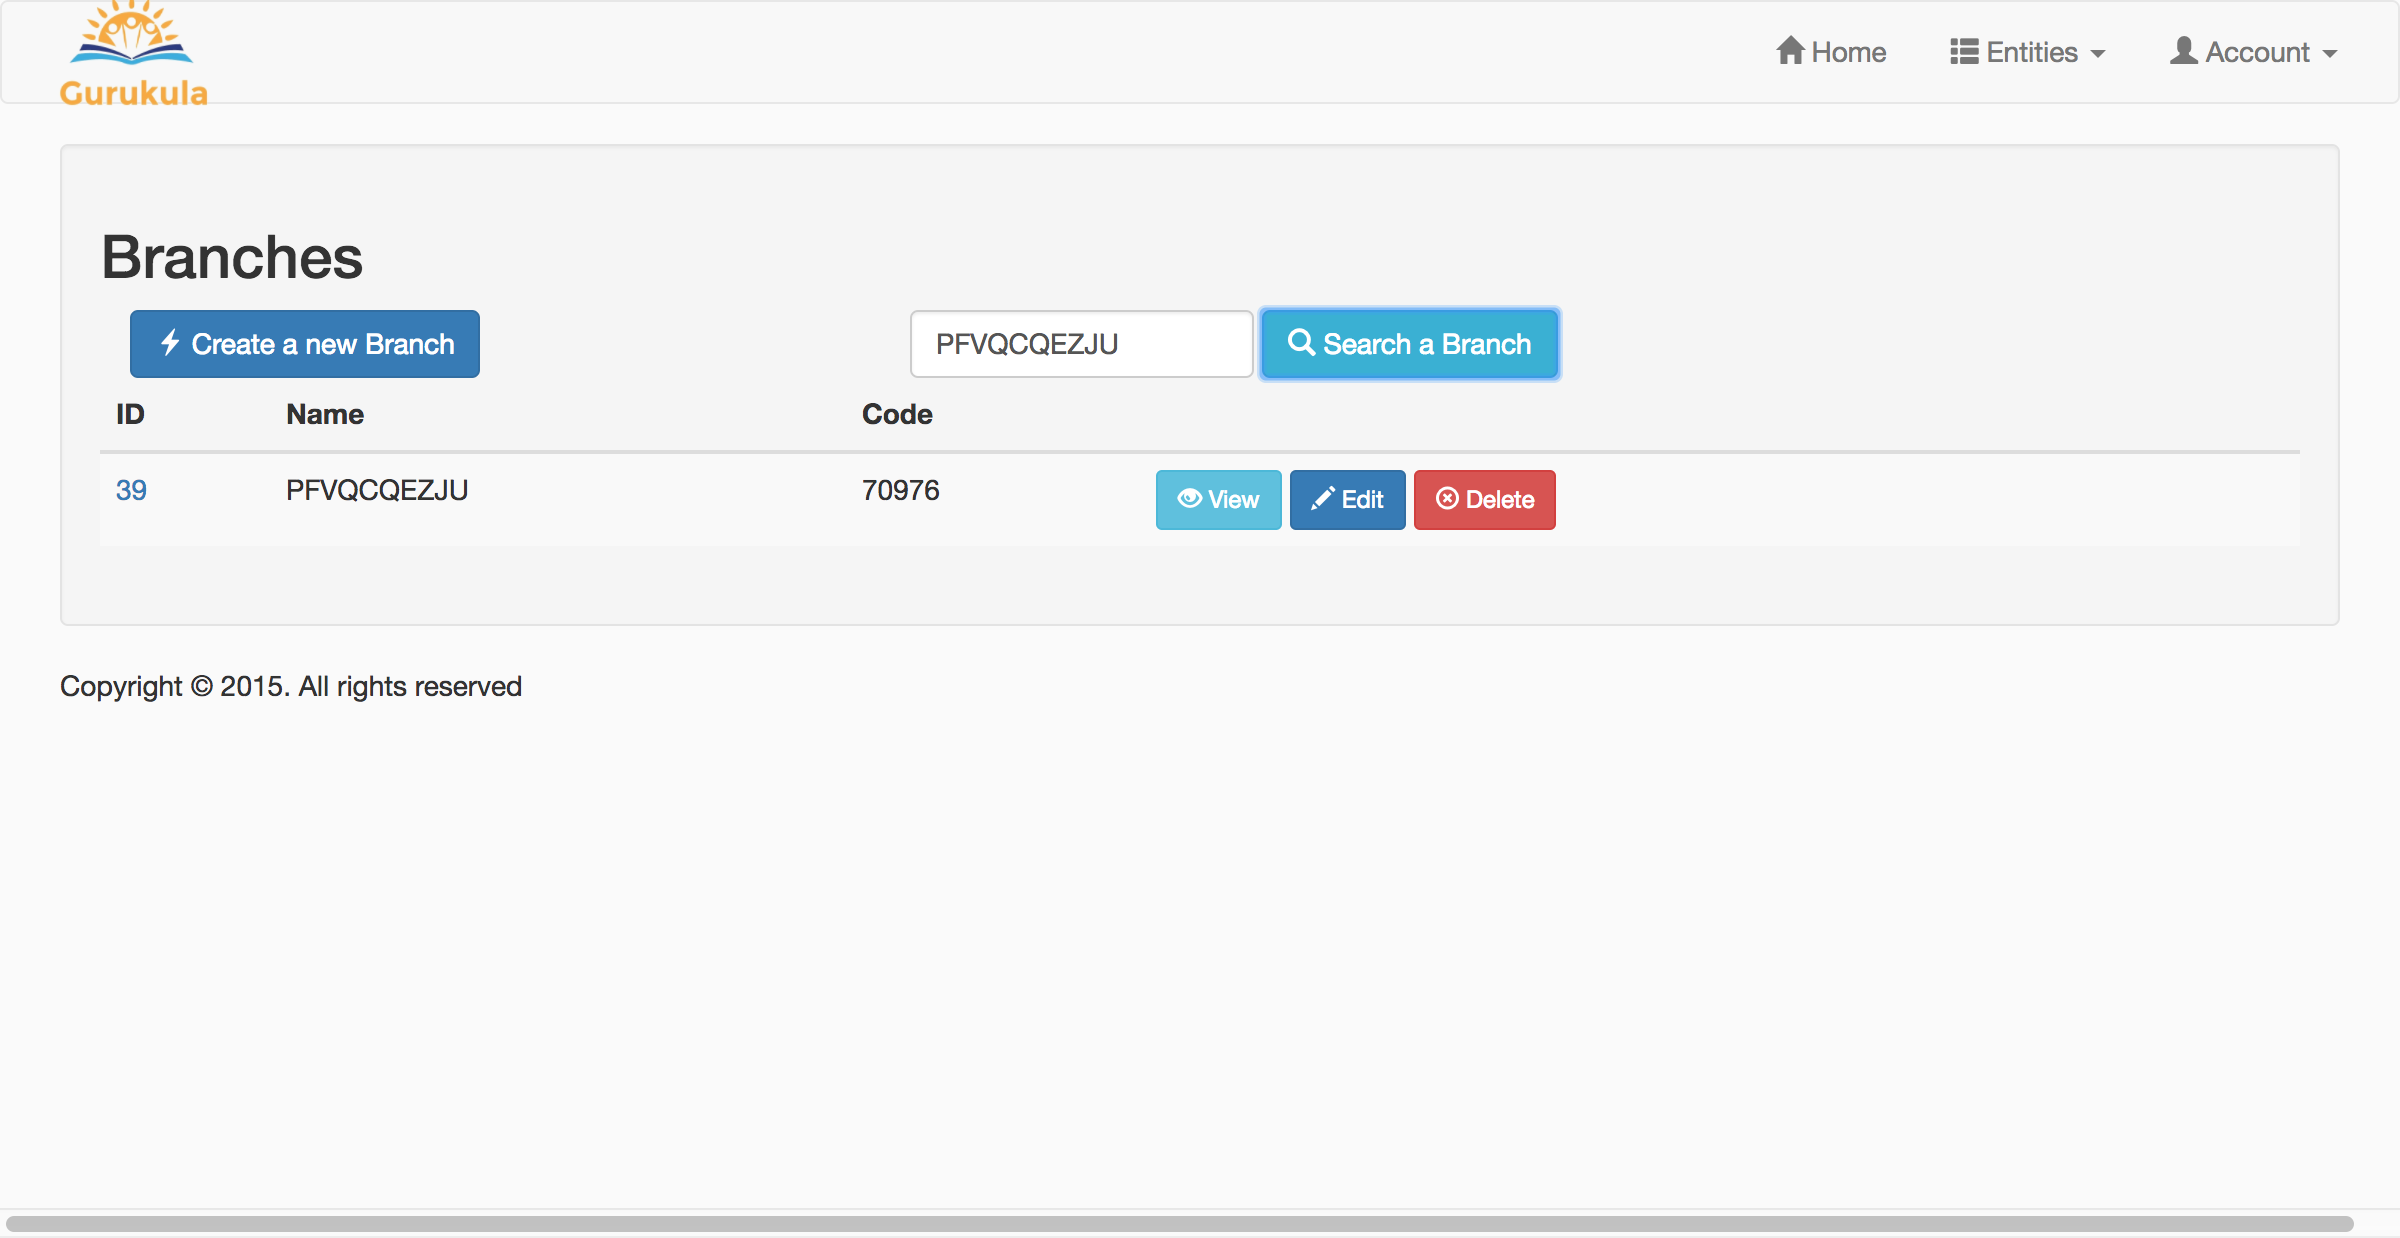 Gurukula
Home Entities Account
Branches
Create a new Branch PFVQCQEZJU Search a Branch
ID Name Code
39 PFVQCQEZJU 70976 View Edit Delete
Copyright © 2015. All rights reserved